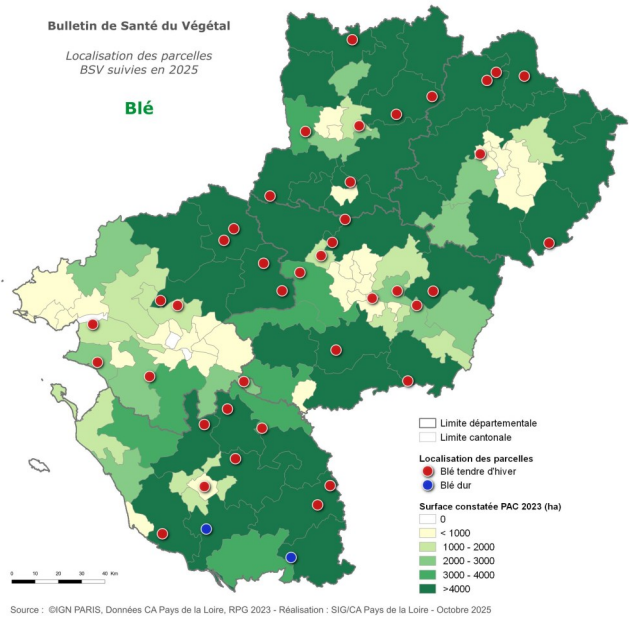 Bulletin de Santé du Végétal
Localisation des parcelles
BSV suivies en 2025
Blé
Limite départementale
Limite cantonale
Localisation des parcelles
Blé tendre d'hiver
Blé dur
Surface constatée PAC 2023 (ha)
0
< 1000
1000 - 2000
2000 - 3000
3000 - 4000
>4000
0 10 20 30 40 Km
Source : ©IGN PARIS, Données CA Pays de la Loire, RPG 2023 - Réalisation : SIG/CA Pays de la Loire - Octobre 2025